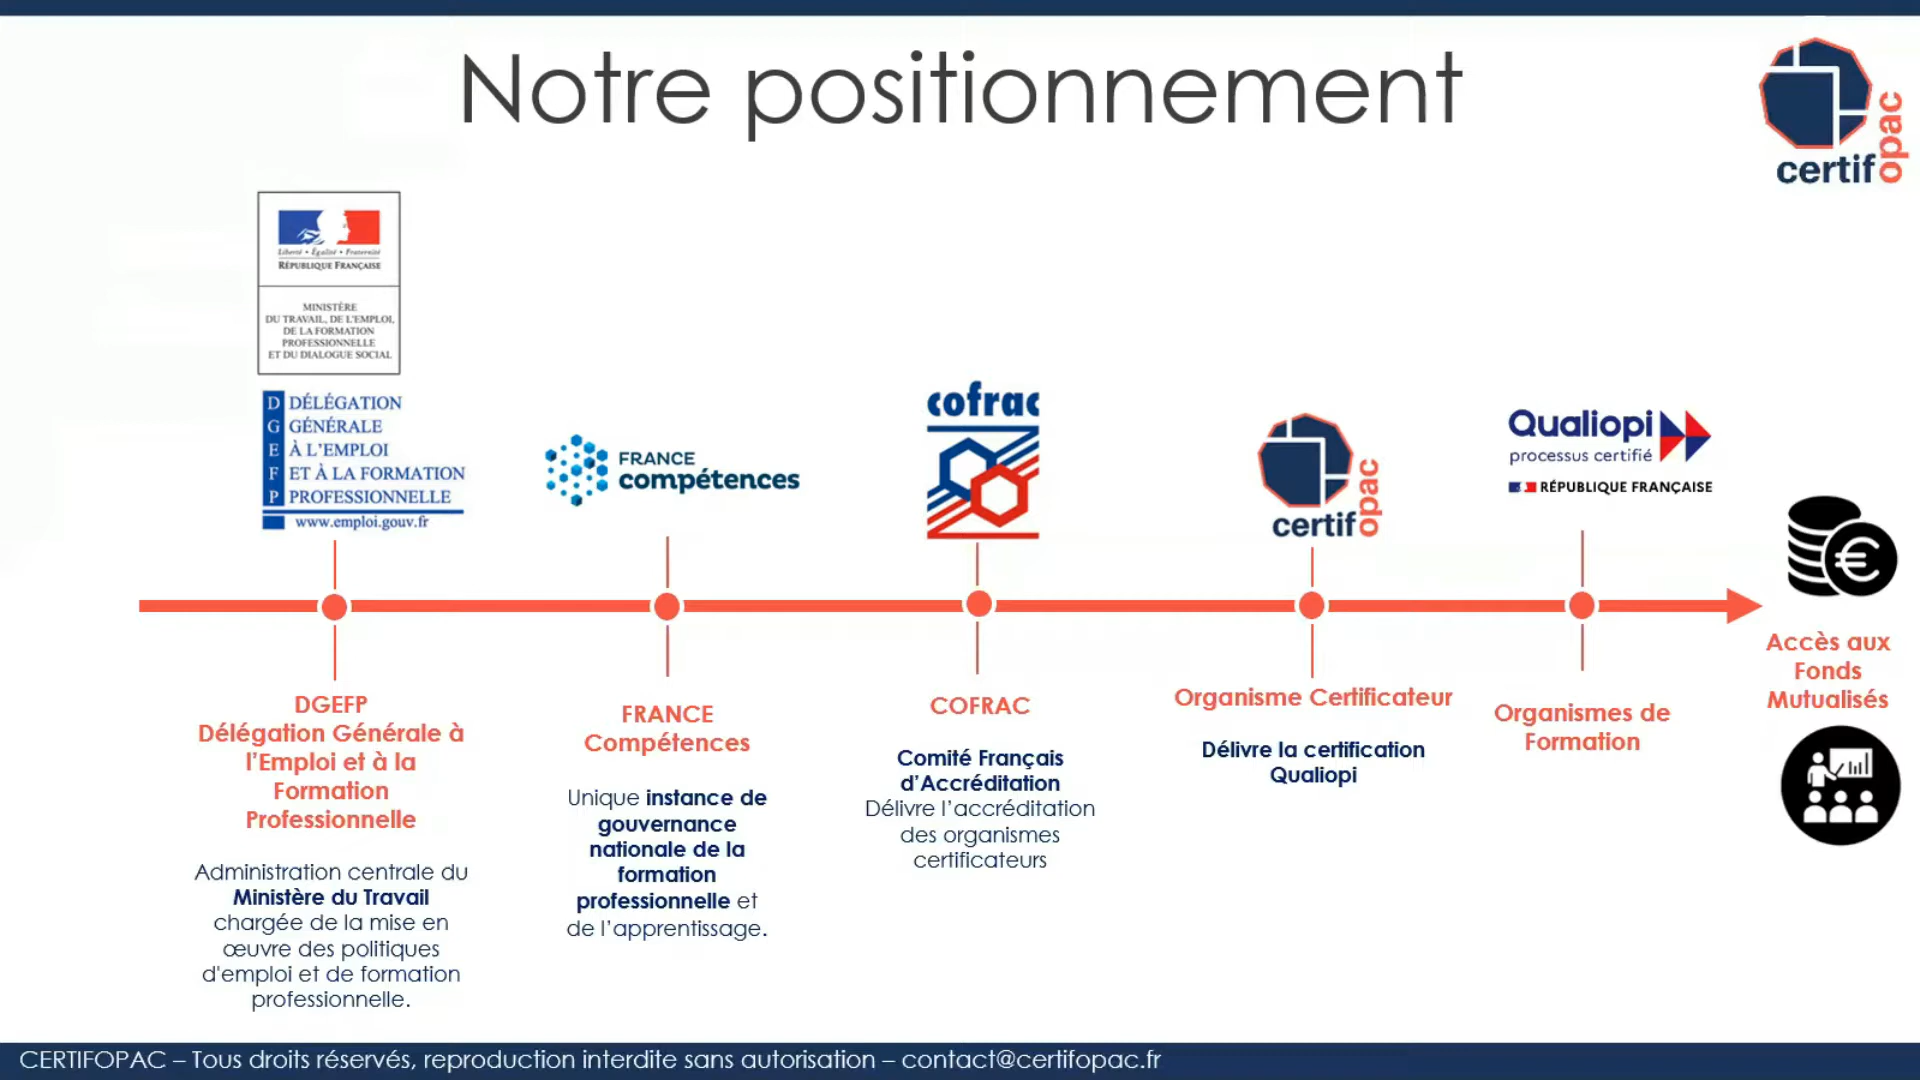 Notre positionnement
certif
opac
Liberté • Égalité • Fraternité
RÉPUBLIQUE FRANÇAISE
MINISTÈRE
DU TRAVAIL, DE L'EMPLOI,
DE LA FORMATION
PROFESSIONNELLE
ET DU DIALOGUE SOCIAL
D DÉLÉGATION
G GÉNÉRALE
E À L'EMPLOI
F ET À LA FORMATION
P PROFESSIONNELLE
www.emploi.gouv.fr
FRANCE
compétences
cofrac
certif
opac
Qualiopi
processus certifié
RÉPUBLIQUE FRANÇAISE
€
Accès aux
Fonds
Mutualisés
DGEFP
Délégation Générale à
l'Emploi et à la
Formation
Professionnelle
Administration centrale du
Ministère du Travail
chargée de la mise en
œuvre des politiques
d'emploi et de formation
professionnelle.
FRANCE
Compétences
Unique instance de
gouvernance
nationale de la
formation
professionnelle et
de l'apprentissage.
COFRAC
Comité Français
d'Accréditation
Délivre l'accréditation
des organismes
certificateurs
Organisme Certificateur
Délivre la certification
Qualiopi
Organismes de
Formation
CERTIFOPAC – Tous droits réservés, reproduction interdite sans autorisation – contact@certifopac.fr